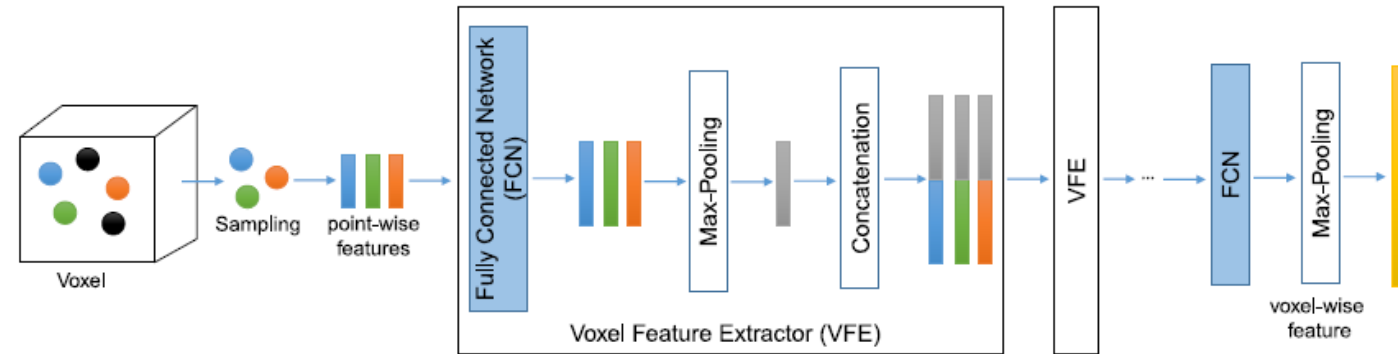 Voxel
Sampling
point-wise
features
Fully Connected Network
(FCN)
Max-Pooling
Concatenation
Voxel Feature Extractor (VFE)
VFE
...
FCN
Max-Pooling
voxel-wise
feature